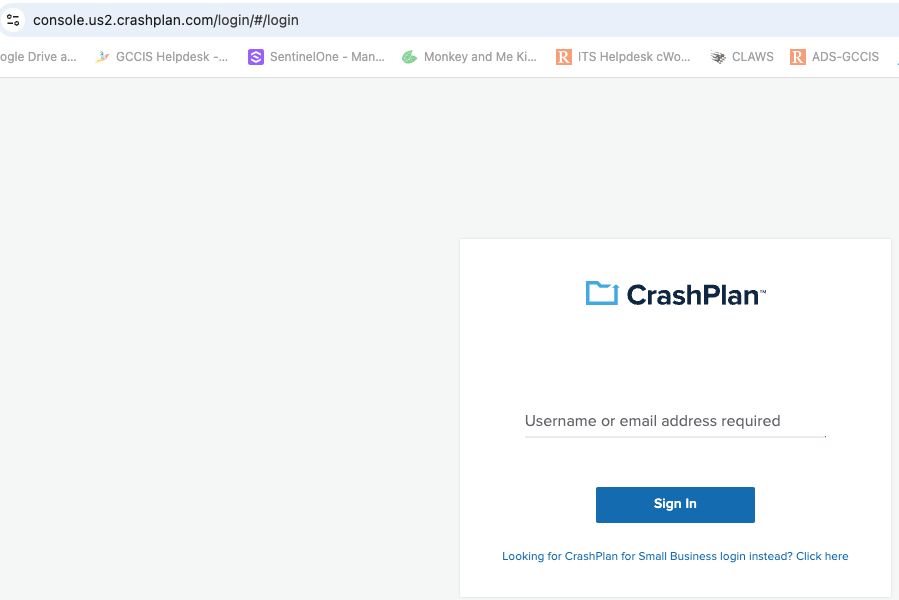 console.us2.crashplan.com/login/#/login
ogle Drive a... GCCIS Helpdesk -... SentinelOne - Man... Monkey and Me Ki... R ITS Helpdesk cWo... CLAWS R ADS-GCCIS
CrashPlan™
Username or email address required
Sign In
Looking for CrashPlan for Small Business login instead? Click here